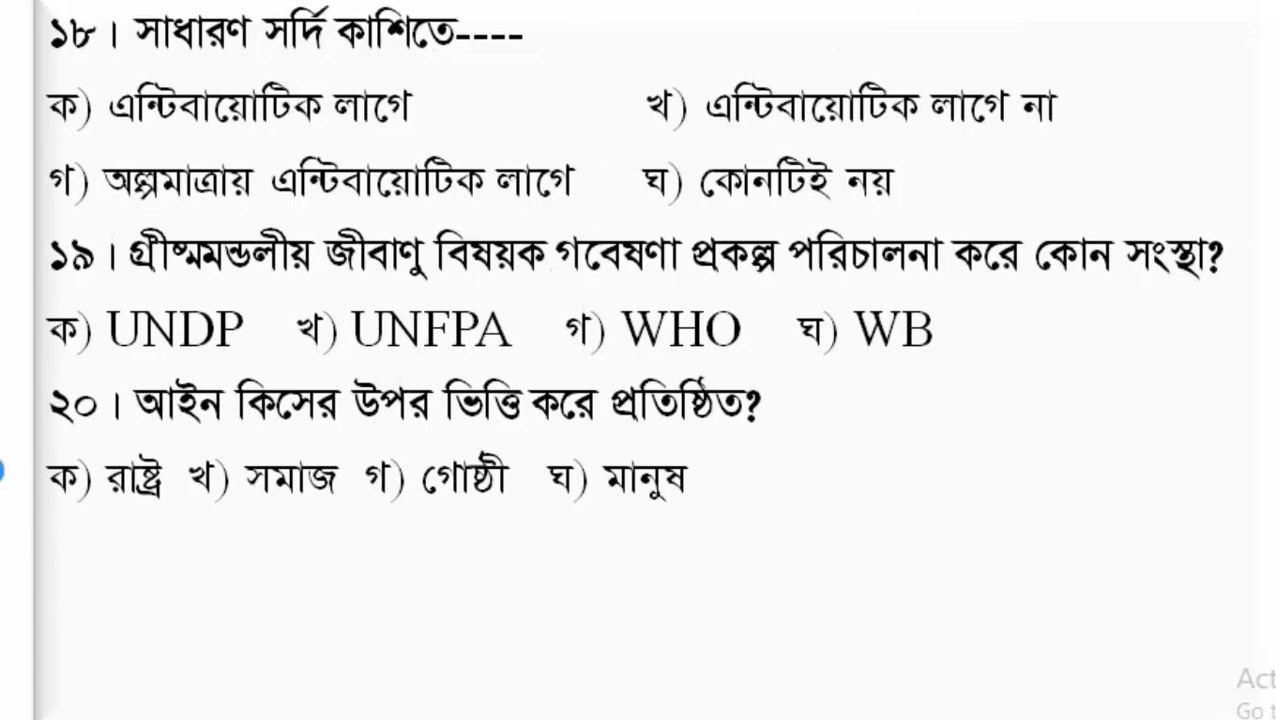 ১৮। সাধারণ সর্দি কাশিতে----
ক) এন্টিবায়োটিক লাগে খ) এন্টিবায়োটিক লাগে না
গ) অল্পমাত্রায় এন্টিবায়োটিক লাগে ঘ) কোনটিই নয়
১৯। গ্রীষ্মমন্ডলীয় জীবাণু বিষয়ক গবেষণা প্রকল্প পরিচালনা করে কোন সংস্থা?
ক) UNDP খ) UNFPA গ) WHO ঘ) WB
২০। আইন কিসের উপর ভিত্তি করে প্রতিষ্ঠিত?
ক) রাষ্ট্র খ) সমাজ গ) গোষ্ঠী ঘ) মানুষ
Act
Go t